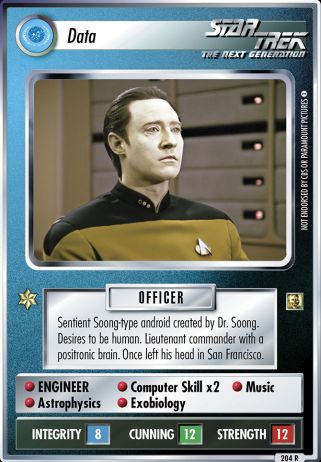 Data
STAR TREK
THE NEXT GENERATION
NOT ENDORSED BY CBS OR PARAMOUNT PICTURES
OFFICER
Sentient Soong-type android created by Dr. Soong.
Desires to be human. Lieutenant commander with a
positronic brain. Once left his head in San Francisco.
ENGINEER Computer Skill x2 Music
Astrophysics Exobiology
INTEGRITY 8 CUNNING 12 STRENGTH 12
204 R